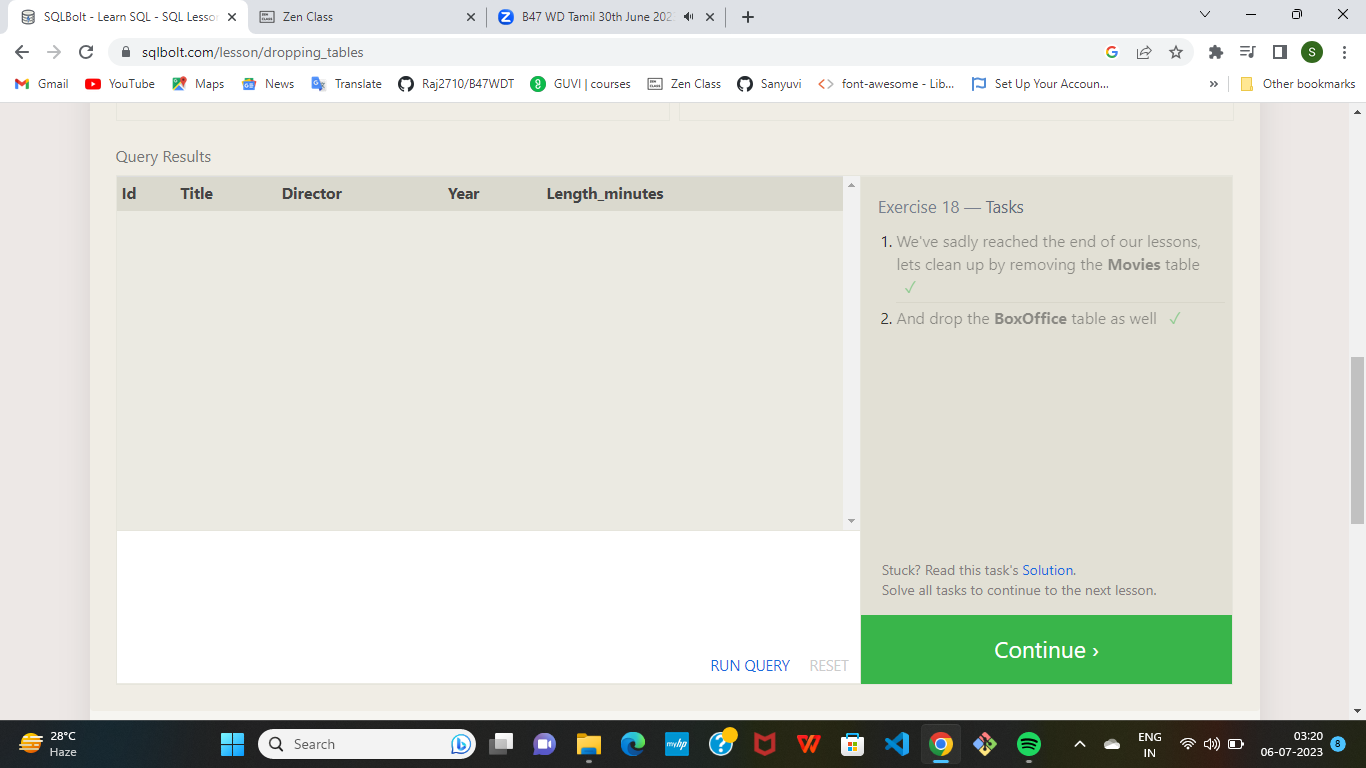 SQLBolt - Learn SQL - SQL Lesson
Zen Class
B47 WD Tamil 30th June 202
sqlbolt.com/lesson/dropping_tables
S
Gmail
YouTube
Maps
News
Translate
Raj2710/B47WDT
GUVI | courses
Zen Class
Sanyuvi
font-awesome - Lib...
Set Up Your Accoun...
»
Other bookmarks
Query Results
Id Title Director Year Length_minutes
Exercise 18 — Tasks
1. We've sadly reached the end of our lessons,
lets clean up by removing the Movies table
✓
2. And drop the BoxOffice table as well ✓
Stuck? Read this task's Solution.
Solve all tasks to continue to the next lesson.
RUN QUERY RESET
Continue ›
28°C
Haze
Search
ENG
IN
03:20
06-07-2023
8